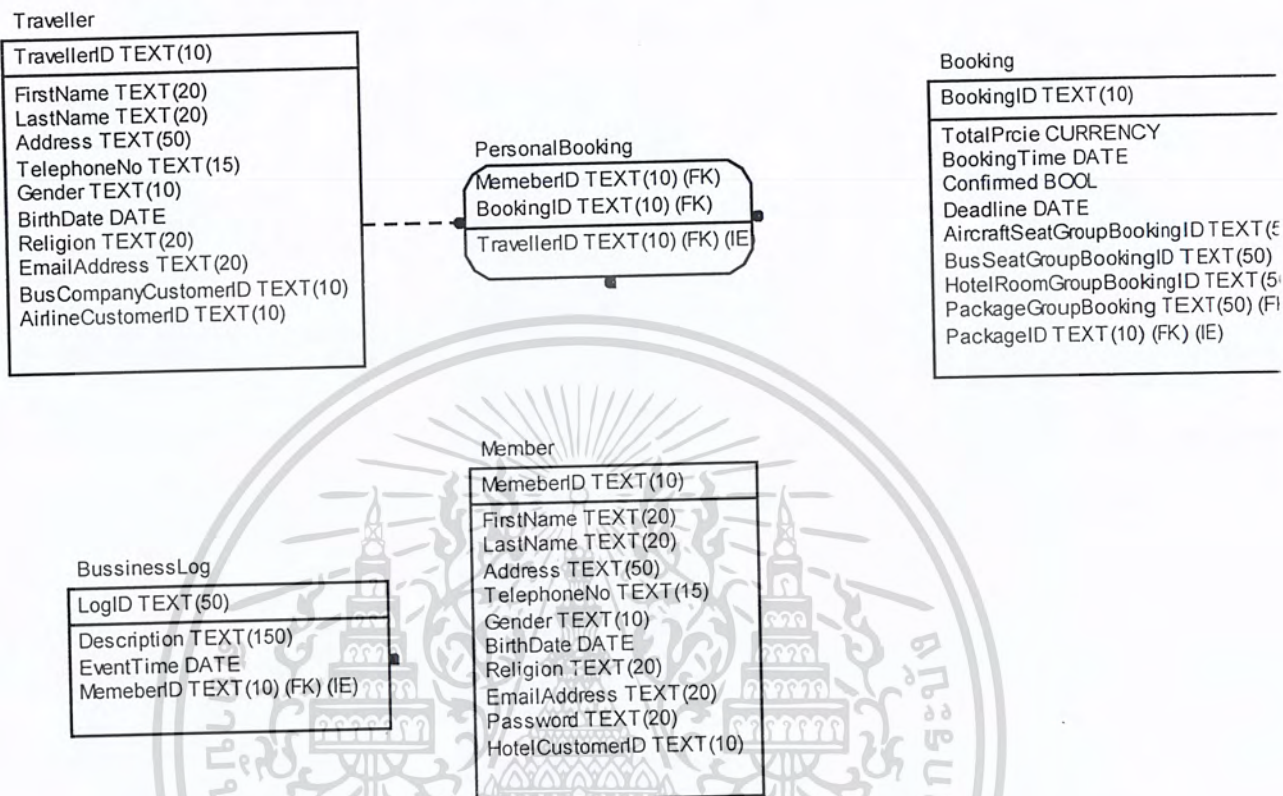 Traveller
TravellerID TEXT(10)
FirstName TEXT(20)
LastName TEXT(20)
Address TEXT(50)
TelephoneNo TEXT(15)
Gender TEXT(10)
BirthDate DATE
Religion TEXT(20)
EmailAddress TEXT(20)
BusCompanyCustomerID TEXT(10)
AirlineCustomerID TEXT(10)
PersonalBooking
MemeberID TEXT(10) (FK)
BookingID TEXT(10) (FK)
TravellerID TEXT(10) (FK) (IE)
Booking
BookingID TEXT(10)
TotalPrcie CURRENCY
BookingTime DATE
Confirmed BOOL
Deadline DATE
AircraftSeatGroupBookingID TEXT(5
BusSeatGroupBookingID TEXT(50)
HotelRoomGroupBookingID TEXT(5
PackageGroupBooking TEXT(50) (F
PackageID TEXT(10) (FK) (IE)
Member
MemeberID TEXT(10)
FirstName TEXT(20)
LastName TEXT(20)
Address TEXT(50)
TelephoneNo TEXT(15)
Gender TEXT(10)
BirthDate DATE
Religion TEXT(20)
EmailAddress TEXT(20)
Password TEXT(20)
HotelCustomerID TEXT(10)
BussinessLog
LogID TEXT(50)
Description TEXT(150)
EventTime DATE
MemeberID TEXT(10) (FK) (IE)